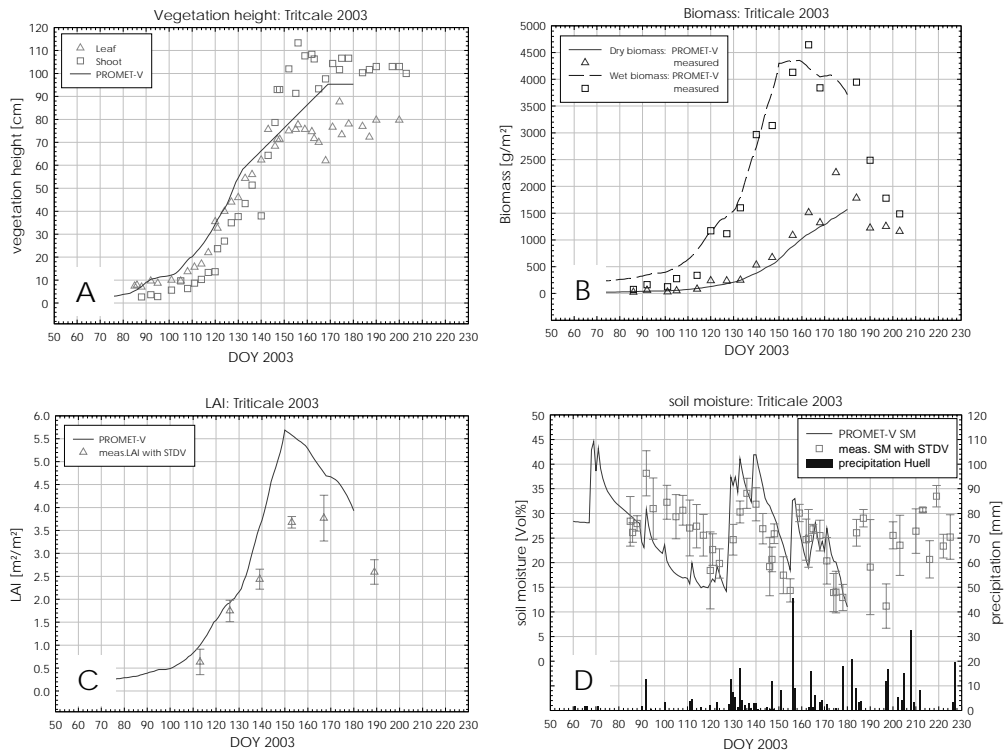 Vegetation height: Tritcale 2003
120
110
100
90
80
70
60
50
40
30
20
10
0
vegetation height [cm]
Leaf
Shoot
PROMET-V
A
50 60 70 80 90 100 110 120 130 140 150 160 170 180 190 200 210 220 230
DOY 2003
Biomass: Triticale 2003
5000
4500
4000
3500
3000
2500
2000
1500
1000
500
0
Biomass [g/m²]
Dry biomass: PROMET-V
measured
Wet biomass: PROMET-V
measured
B
50 60 70 80 90 100 110 120 130 140 150 160 170 180 190 200 210 220 230
DOY 2003
LAI: Triticale 2003
6.0
5.5
5.0
4.5
4.0
3.5
3.0
2.5
2.0
1.5
1.0
0.5
0.0
LAI [m²/m²]
PROMET-V
meas.LAI with STDV
C
50 60 70 80 90 100 110 120 130 140 150 160 170 180 190 200 210 220 230
DOY 2003
soil moisture: Triticale 2003
50
45
40
35
30
25
20
15
10
5
0
soil moisture [Vol%]
PROMET-V SM
meas. SM with STDV
precipitation Huell
D
120
110
100
90
80
70
60
50
40
30
20
10
0
precipitation [mm]
50 60 70 80 90 100 110 120 130 140 150 160 170 180 190 200 210 220 230
DOY 2003